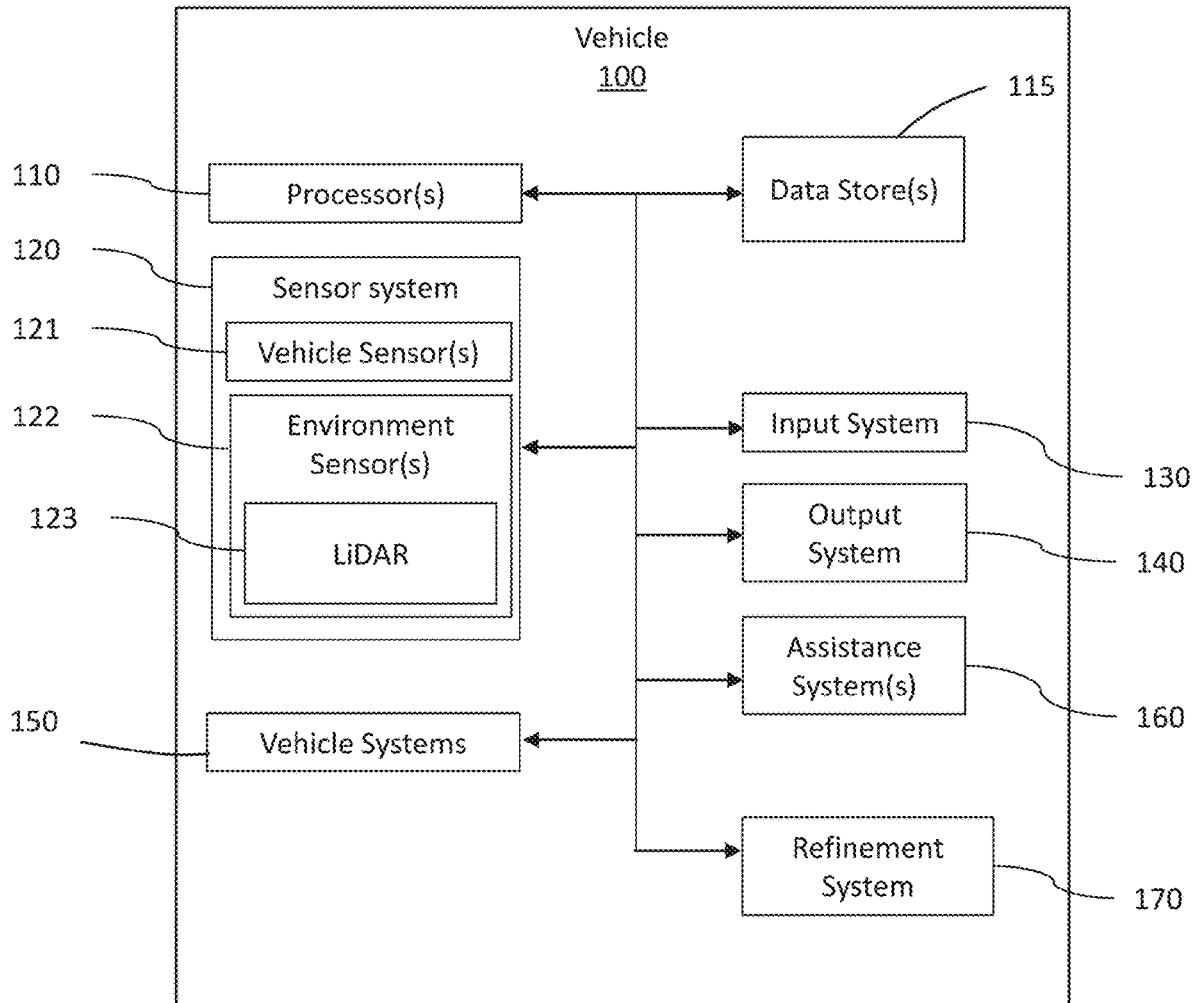 Vehicle
100
115
110
Processor(s)
Data Store(s)
120
Sensor system
121
Vehicle Sensor(s)
122
Environment
Sensor(s)
Input System
130
123
LiDAR
Output
System
140
Assistance
System(s)
160
150
Vehicle Systems
Refinement
System
170